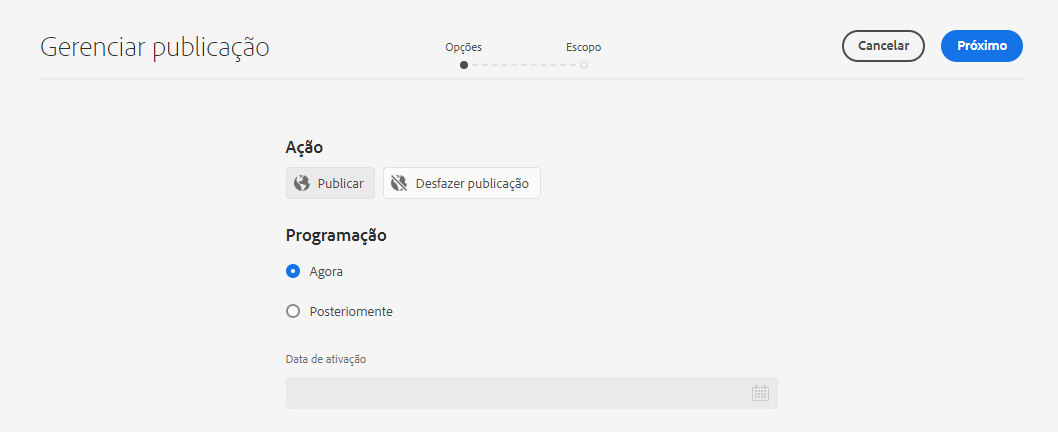 Gerenciar publicação
Opções
Escopo
Cancelar
Próximo
Ação
Publicar
Desfazer publicação
Programação
Agora
Posteriomente
Data de ativação